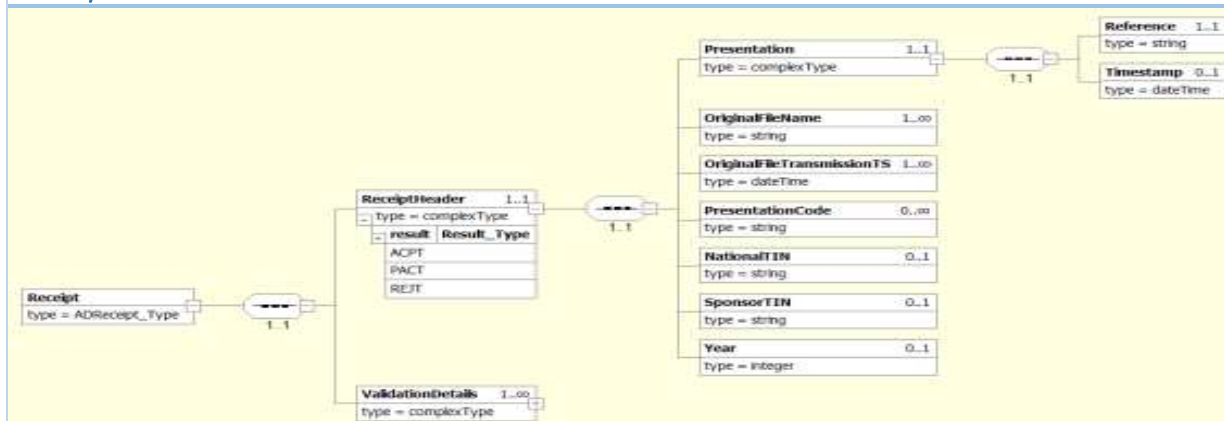 Receipt
type = ADReceipt_Type
1..1
ReceiptHeader 1..1
type = complexType
result Result_Type
ACPT
PACT
REJT
ValidationDetails 1..∞
type = complexType
1..1
Presentation 1..1
type = complexType
1..1
Reference 1..1
type = string
Timestamp 0..1
type = dateTime
OriginalFileName 1..∞
type = string
OriginalFileTransmissionTS 1..∞
type = dateTime
PresentationCode 0..∞
type = string
NationalTIN 0..1
type = string
SponsorTIN 0..1
type = string
Year 0..1
type = integer